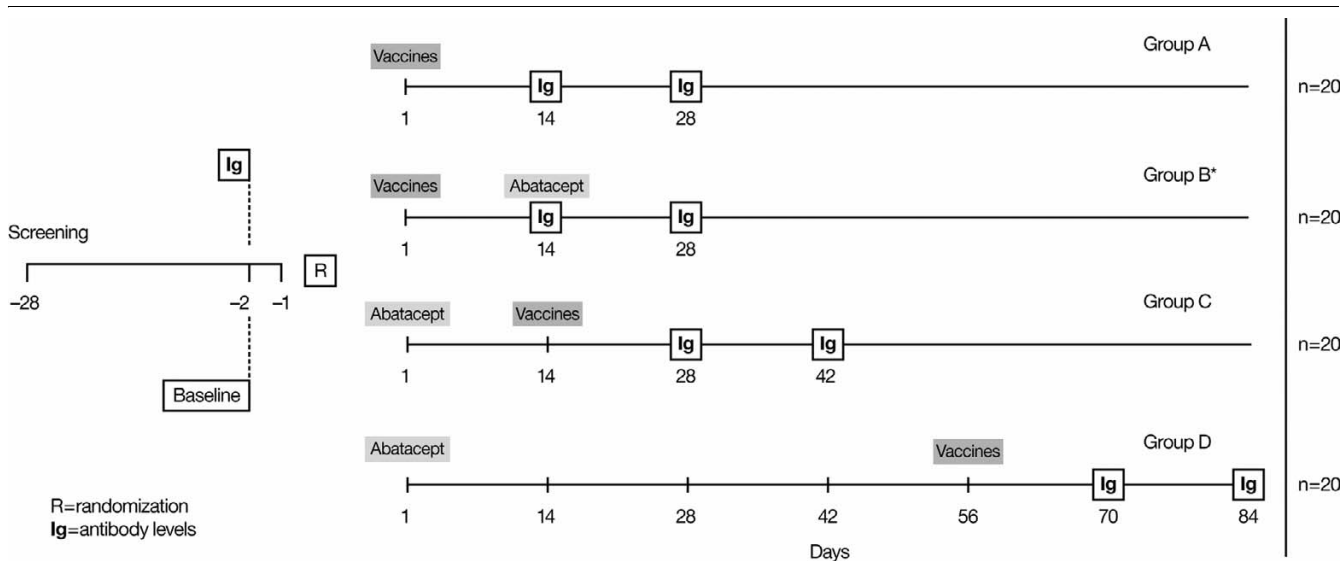 Group A
Vaccines
Ig Ig
n=20
1 14 28
Ig
Group B*
Vaccines Abatacept
Ig Ig
n=20
1 14 28
Screening
R
–28 –2 –1
Group C
Abatacept Vaccines
Ig Ig
n=20
1 14 28 42
Baseline
Group D
Abatacept Vaccines
Ig Ig
n=20
1 14 28 42 56 70 84
R=randomization
Ig=antibody levels
Days